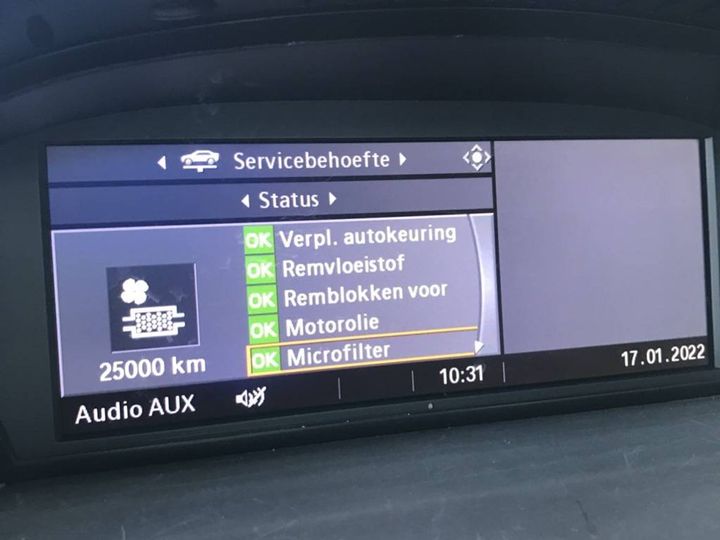 Servicebehoefte
Status
OK Verpl. autokeuring
OK Remvloeistof
OK Remblokken voor
OK Motorolie
OK Microfilter
25000 km
Audio AUX
10:31
17.01.2022